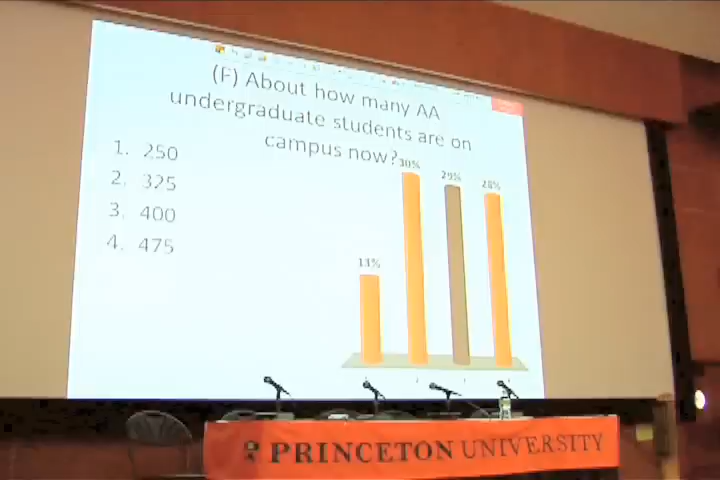 (F) About how many AA
undergraduate students are on
campus now?
1. 250
2. 325
3. 400
4. 475
13%
30%
29%
28%
PRINCETON UNIVERSITY